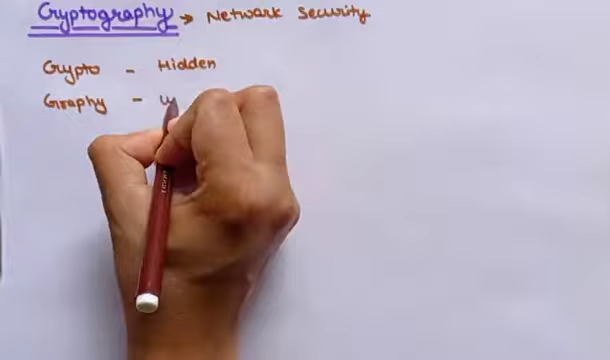 Cryptography → Network Security
Crypto - Hidden
Graphy - W